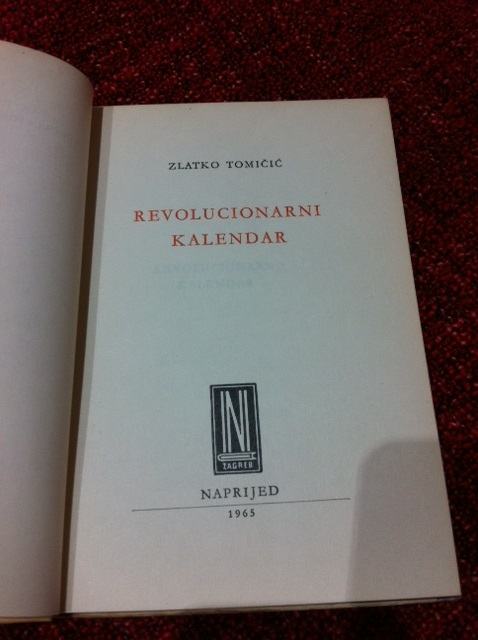 ZLATKO TOMIČIĆ
REVOLUCIONARNI
KALENDAR
ZAGREB
NAPRIJED
1965